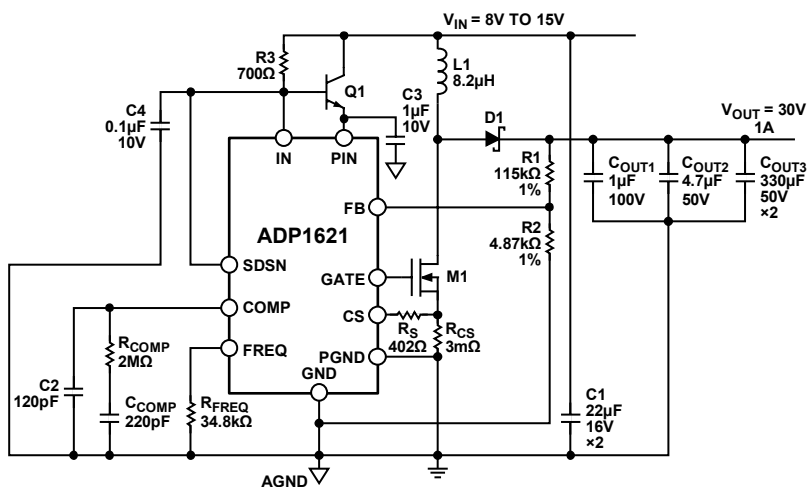 V_IN = 8V TO 15V
R3
700Ω
L1
8.2µH
Q1
C4
0.1µF
10V
C3
1µF
10V
D1
V_OUT = 30V
1A
IN
PIN
R1
115kΩ
1%
C_OUT1
1µF
100V
C_OUT2
4.7µF
50V
C_OUT3
330µF
50V
×2
FB
ADP1621
R2
4.87kΩ
1%
SDSN
GATE
M1
COMP
CS
R_S
402Ω
R_CS
3mΩ
R_COMP
2MΩ
FREQ
PGND
GND
C2
120pF
C_COMP
220pF
R_FREQ
34.8kΩ
C1
22µF
16V
×2
AGND